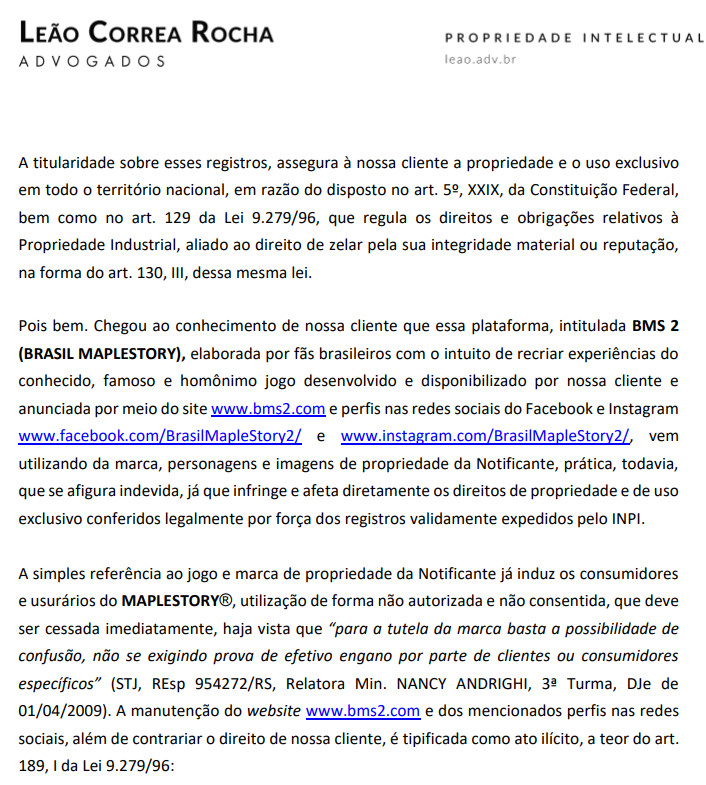 LEÃO CORREA ROCHA
ADVOGADOS
PROPRIEDADE INTELECTUAL
leao.adv.br
A titularidade sobre esses registros, assegura à nossa cliente a propriedade e o uso exclusivo
em todo o território nacional, em razão do disposto no art. 5º, XXIX, da Constituição Federal,
bem como no art. 129 da Lei 9.279/96, que regula os direitos e obrigações relativos à
Propriedade Industrial, aliado ao direito de zelar pela sua integridade material ou reputação,
na forma do art. 130, III, dessa mesma lei.
Pois bem. Chegou ao conhecimento de nossa cliente que essa plataforma, intitulada BMS 2
(BRASIL MAPLESTORY), elaborada por fãs brasileiros com o intuito de recriar experiências do
conhecido, famoso e homônimo jogo desenvolvido e disponibilizado por nossa cliente e
anunciada por meio do site www.bms2.com e perfis nas redes sociais do Facebook e Instagram
www.facebook.com/BrasilMapleStory2/ e www.instagram.com/BrasilMapleStory2/, vem
utilizando da marca, personagens e imagens de propriedade da Notificante, prática, todavia,
que se afigura indevida, já que infringe e afeta diretamente os direitos de propriedade e de uso
exclusivo conferidos legalmente por força dos registros validamente expedidos pelo INPI.
A simples referência ao jogo e marca de propriedade da Notificante já induz os consumidores
e usurários do MAPLESTORY®, utilização de forma não autorizada e não consentida, que deve
ser cessada imediatamente, haja vista que “para a tutela da marca basta a possibilidade de
confusão, não se exigindo prova de efetivo engano por parte de clientes ou consumidores
específicos” (STJ, REsp 954272/RS, Relatora Min. NANCY ANDRIGHI, 3ª Turma, DJe de
01/04/2009). A manutenção do website www.bms2.com e dos mencionados perfis nas redes
sociais, além de contrariar o direito de nossa cliente, é tipificada como ato ilícito, a teor do art.
189, I da Lei 9.279/96: